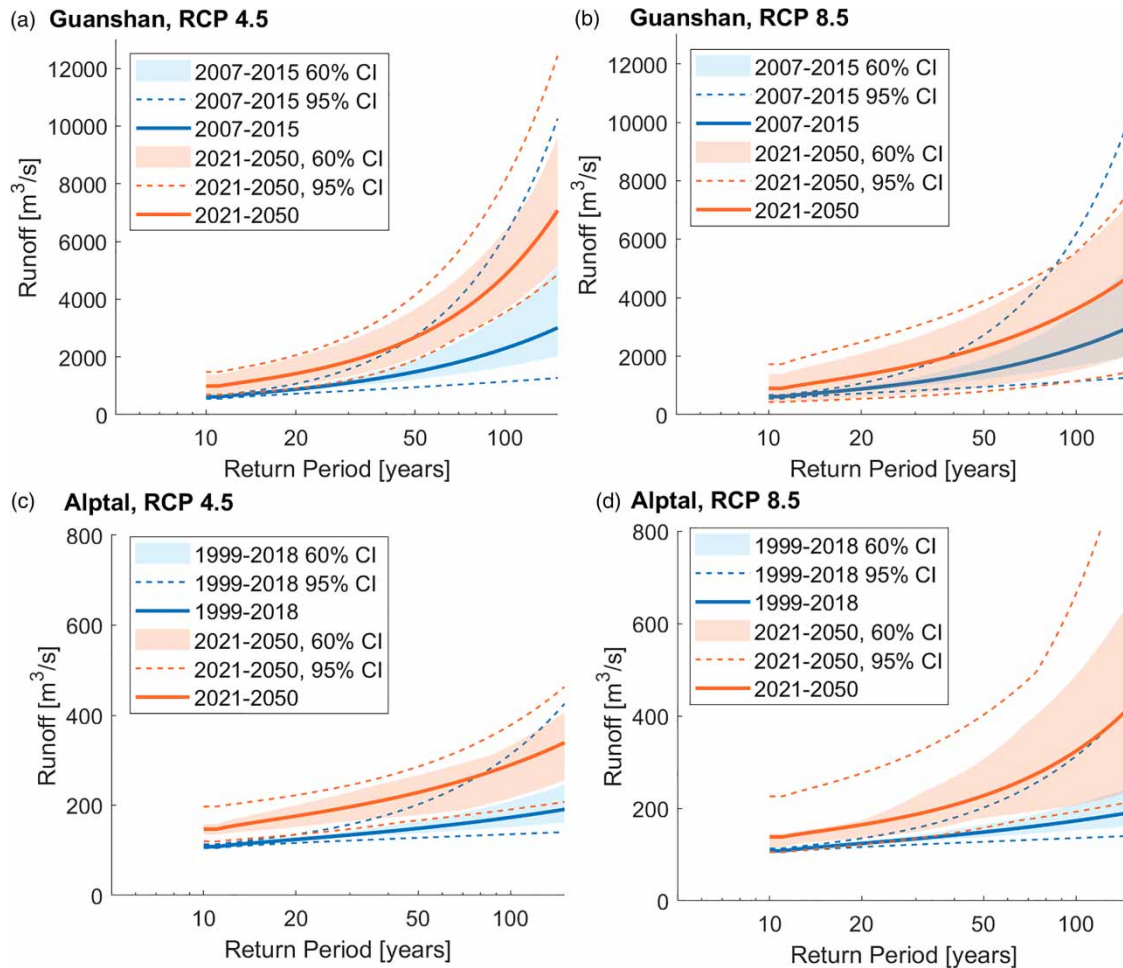 (a) Guanshan, RCP 4.5
12000
10000
8000
6000
4000
2000
0
Runoff [m³/s]
2007-2015 60% CI
2007-2015 95% CI
2007-2015
2021-2050, 60% CI
2021-2050, 95% CI
2021-2050
10 20 50 100
Return Period [years]
(b) Guanshan, RCP 8.5
12000
10000
8000
6000
4000
2000
0
Runoff [m³/s]
2007-2015 60% CI
2007-2015 95% CI
2007-2015
2021-2050, 60% CI
2021-2050, 95% CI
2021-2050
10 20 50 100
Return Period [years]
(c) Alptal, RCP 4.5
800
600
400
200
0
Runoff [m³/s]
1999-2018 60% CI
1999-2018 95% CI
1999-2018
2021-2050, 60% CI
2021-2050, 95% CI
2021-2050
10 20 50 100
Return Period [years]
(d) Alptal, RCP 8.5
800
600
400
200
0
Runoff [m³/s]
1999-2018 60% CI
1999-2018 95% CI
1999-2018
2021-2050, 60% CI
2021-2050, 95% CI
2021-2050
10 20 50 100
Return Period [years]